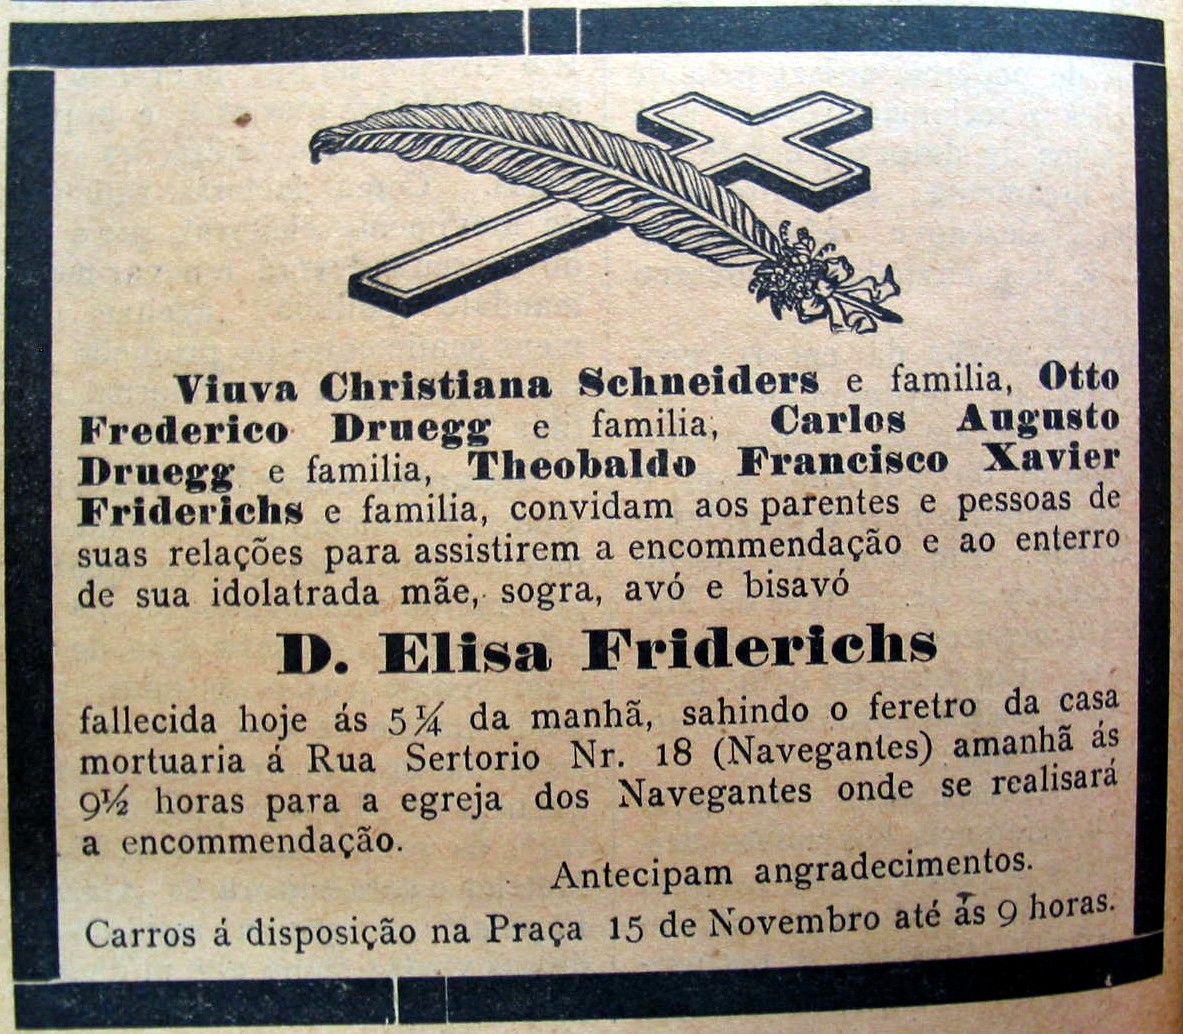 Viuva Christiana Schneiders e familia, Otto
Frederico Druegg e familia, Carlos Augusto
Druegg e familia, Theobaldo Francisco Xavier
Friderichs e familia, convidam aos parentes e pessoas de
suas relações para assistirem a encommendação e ao enterro
de sua idolatrada mãe, sogra, avó e bisavó
D. Elisa Friderichs
fallecida hoje ás 5¼ da manhã, sahindo o feretro da casa
mortuaria á Rua Sertorio Nr. 18 (Navegantes) amanhã ás
9½ horas para a egreja dos Navegantes onde se realisará
a encommendação.
Antecipam angradecimentos.
Carros á disposição na Praça 15 de Novembro até ás 9 horas.